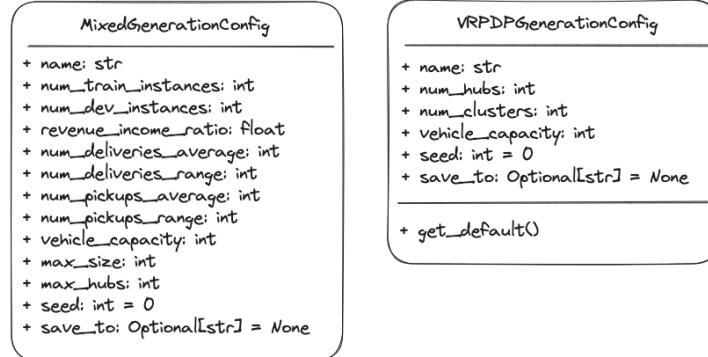 MixedGenerationConfig
+ name: str
+ num_train_instances: int
+ num_dev_instances: int
+ revenue_income_ratio: float
+ num_deliveries_average: int
+ num_deliveries_range: int
+ num_pickups_average: int
+ num_pickups_range: int
+ vehicle_capacity: int
+ max_size: int
+ max_hubs: int
+ seed: int = 0
+ save_to: Optional[str] = None
VRPDPGenerationConfig
+ name: str
+ num_hubs: int
+ num_clusters: int
+ vehicle_capacity: int
+ seed: int = 0
+ save_to: Optional[str] = None
+ get_default()